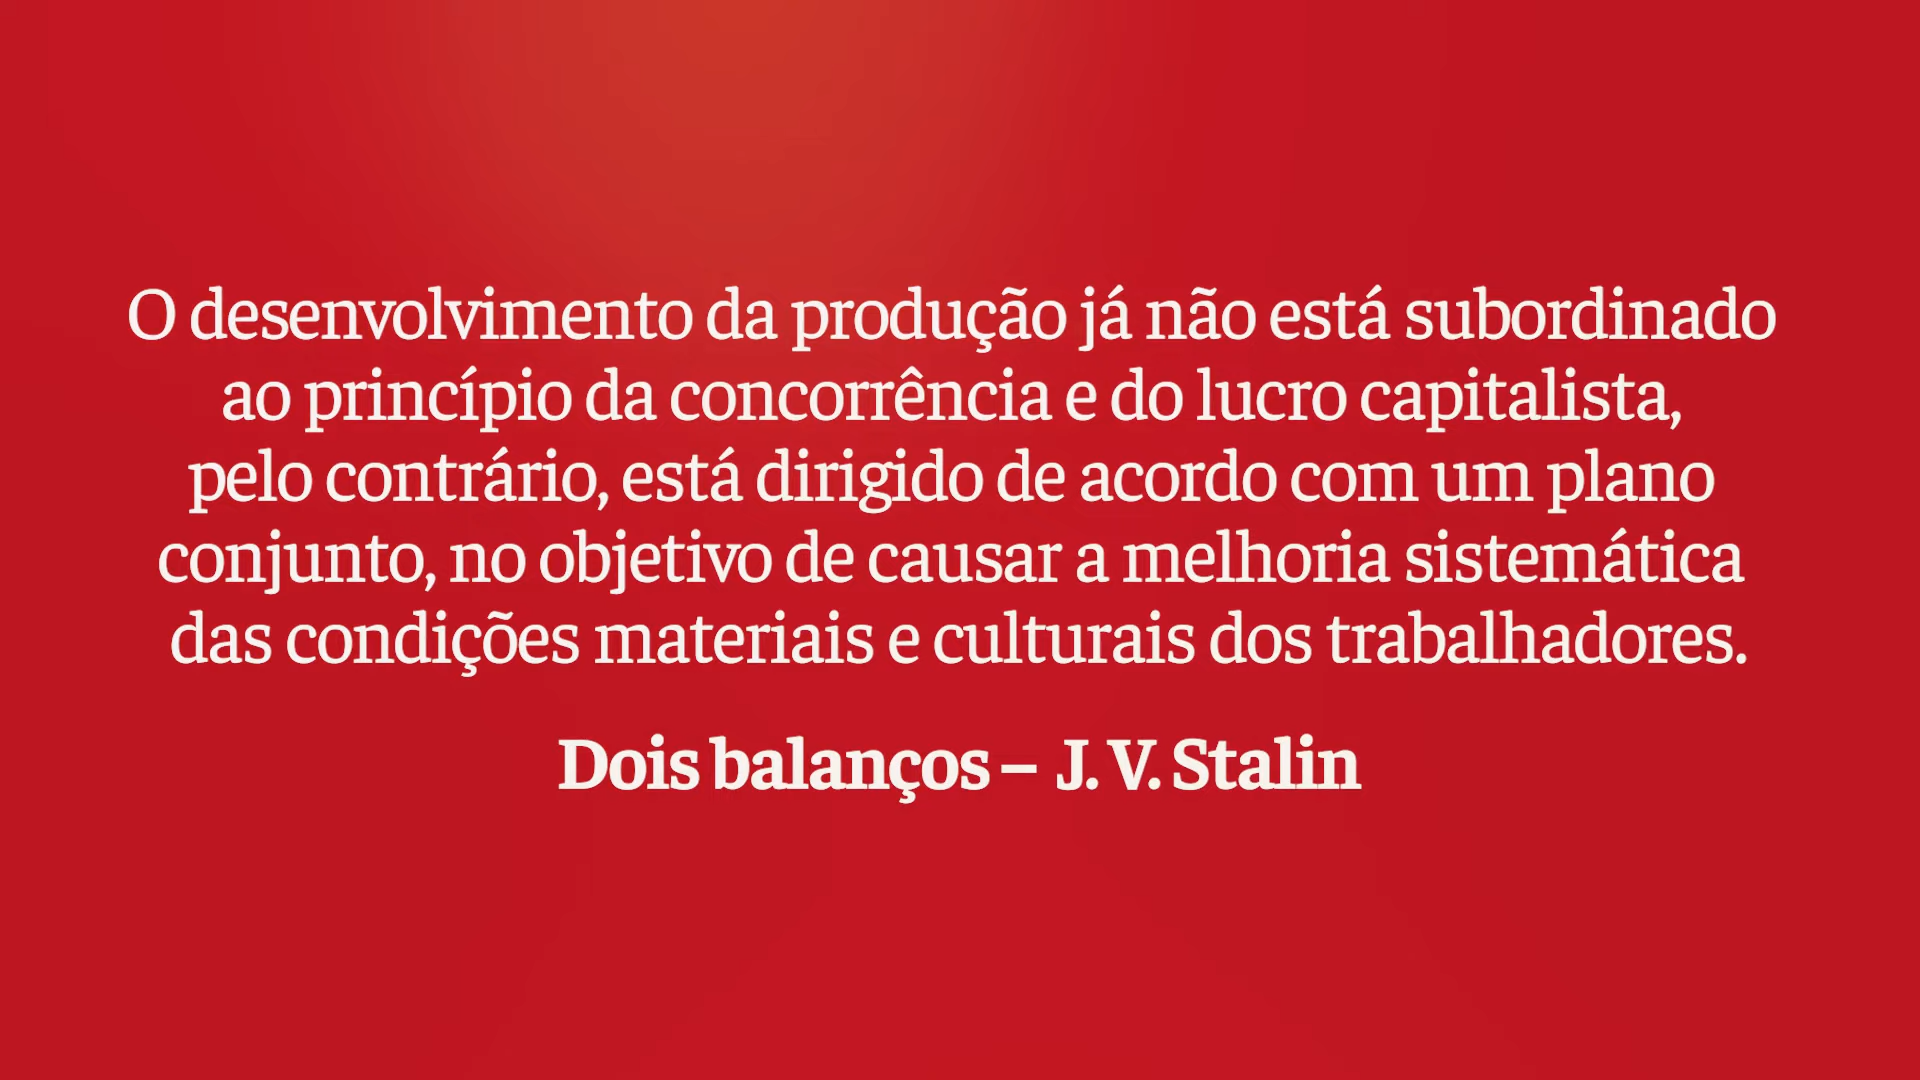 O desenvolvimento da produção já não está subordinado
ao princípio da concorrência e do lucro capitalista,
pelo contrário, está dirigido de acordo com um plano
conjunto, no objetivo de causar a melhoria sistemática
das condições materiais e culturais dos trabalhadores.
Dois balanços – J. V. Stalin